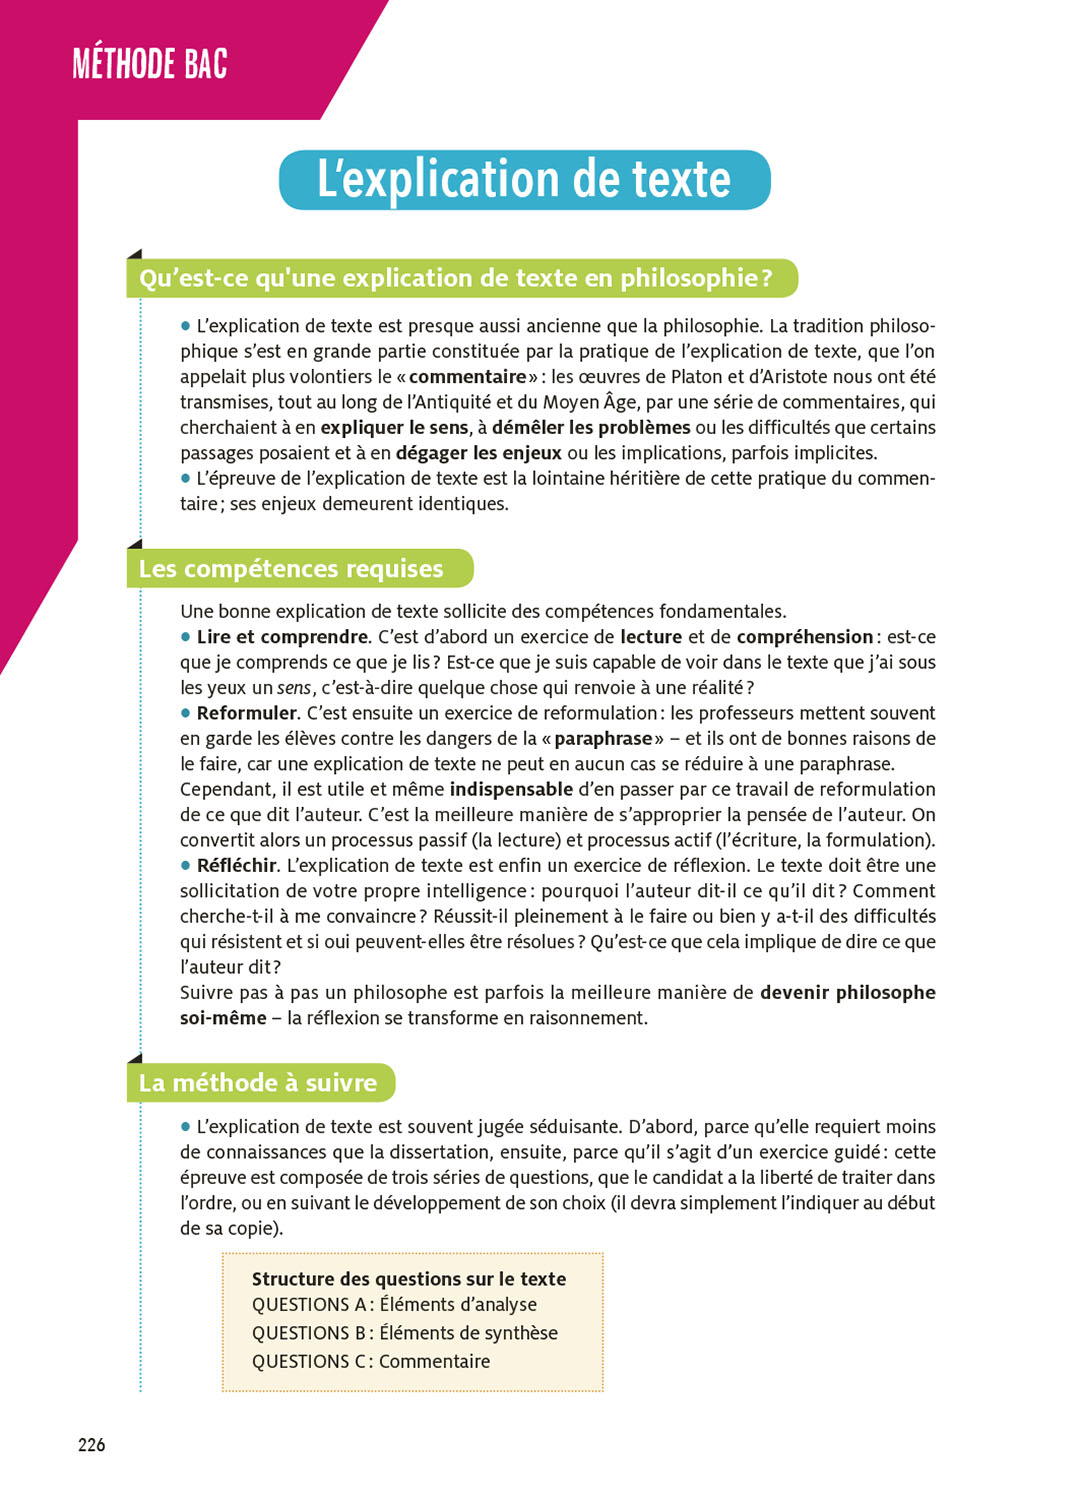 MÉTHODE BAC
L’explication de texte
Qu’est-ce qu'une explication de texte en philosophie ?
• L’explication de texte est presque aussi ancienne que la philosophie. La tradition philoso-
phique s’est en grande partie constituée par la pratique de l’explication de texte, que l’on
appelait plus volontiers le « commentaire » : les œuvres de Platon et d’Aristote nous ont été
transmises, tout au long de l’Antiquité et du Moyen Âge, par une série de commentaires, qui
cherchaient à en expliquer le sens, à démêler les problèmes ou les difficultés que certains
passages posaient et à en dégager les enjeux ou les implications, parfois implicites.
• L’épreuve de l’explication de texte est la lointaine héritière de cette pratique du commen-
taire ; ses enjeux demeurent identiques.
Les compétences requises
Une bonne explication de texte sollicite des compétences fondamentales.
• Lire et comprendre. C’est d’abord un exercice de lecture et de compréhension : est-ce
que je comprends ce que je lis ? Est-ce que je suis capable de voir dans le texte que j’ai sous
les yeux un sens, c’est-à-dire quelque chose qui renvoie à une réalité ?
• Reformuler. C’est ensuite un exercice de reformulation : les professeurs mettent souvent
en garde les élèves contre les dangers de la « paraphrase » – et ils ont de bonnes raisons de
le faire, car une explication de texte ne peut en aucun cas se réduire à une paraphrase.
Cependant, il est utile et même indispensable d’en passer par ce travail de reformulation
de ce que dit l’auteur. C’est la meilleure manière de s’approprier la pensée de l’auteur. On
convertit alors un processus passif (la lecture) et processus actif (l’écriture, la formulation).
• Réfléchir. L’explication de texte est enfin un exercice de réflexion. Le texte doit être une
sollicitation de votre propre intelligence : pourquoi l’auteur dit-il ce qu’il dit ? Comment
cherche-t-il à me convaincre ? Réussit-il pleinement à le faire ou bien y a-t-il des difficultés
qui résistent et si oui peuvent-elles être résolues ? Qu’est-ce que cela implique de dire ce que
l’auteur dit ?
Suivre pas à pas un philosophe est parfois la meilleure manière de devenir philosophe
soi-même – la réflexion se transforme en raisonnement.
La méthode à suivre
• L’explication de texte est souvent jugée séduisante. D’abord, parce qu’elle requiert moins
de connaissances que la dissertation, ensuite, parce qu’il s’agit d’un exercice guidé : cette
épreuve est composée de trois séries de questions, que le candidat a la liberté de traiter dans
l’ordre, ou en suivant le développement de son choix (il devra simplement l’indiquer au début
de sa copie).
Structure des questions sur le texte
QUESTIONS A : Éléments d’analyse
QUESTIONS B : Éléments de synthèse
QUESTIONS C : Commentaire
226